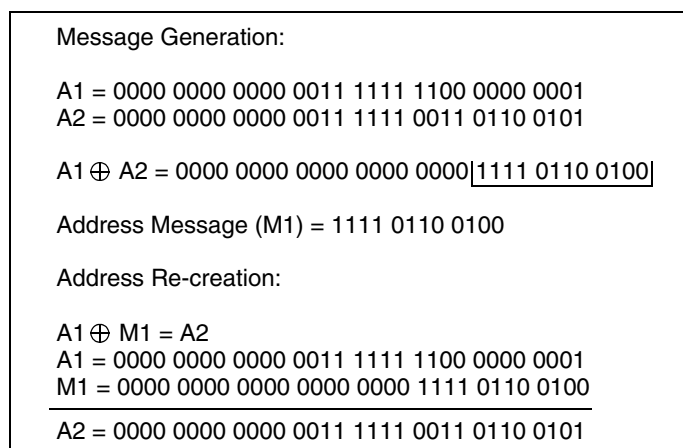 Message Generation:
A1 = 0000 0000 0000 0011 1111 1100 0000 0001
A2 = 0000 0000 0000 0011 1111 0011 0110 0101
A1 ⊕ A2 = 0000 0000 0000 0000 0000 1111 0110 0100
Address Message (M1) = 1111 0110 0100
Address Re-creation:
A1 ⊕ M1 = A2
A1 = 0000 0000 0000 0011 1111 1100 0000 0001
M1 = 0000 0000 0000 0000 0000 1111 0110 0100
A2 = 0000 0000 0000 0011 1111 0011 0110 0101